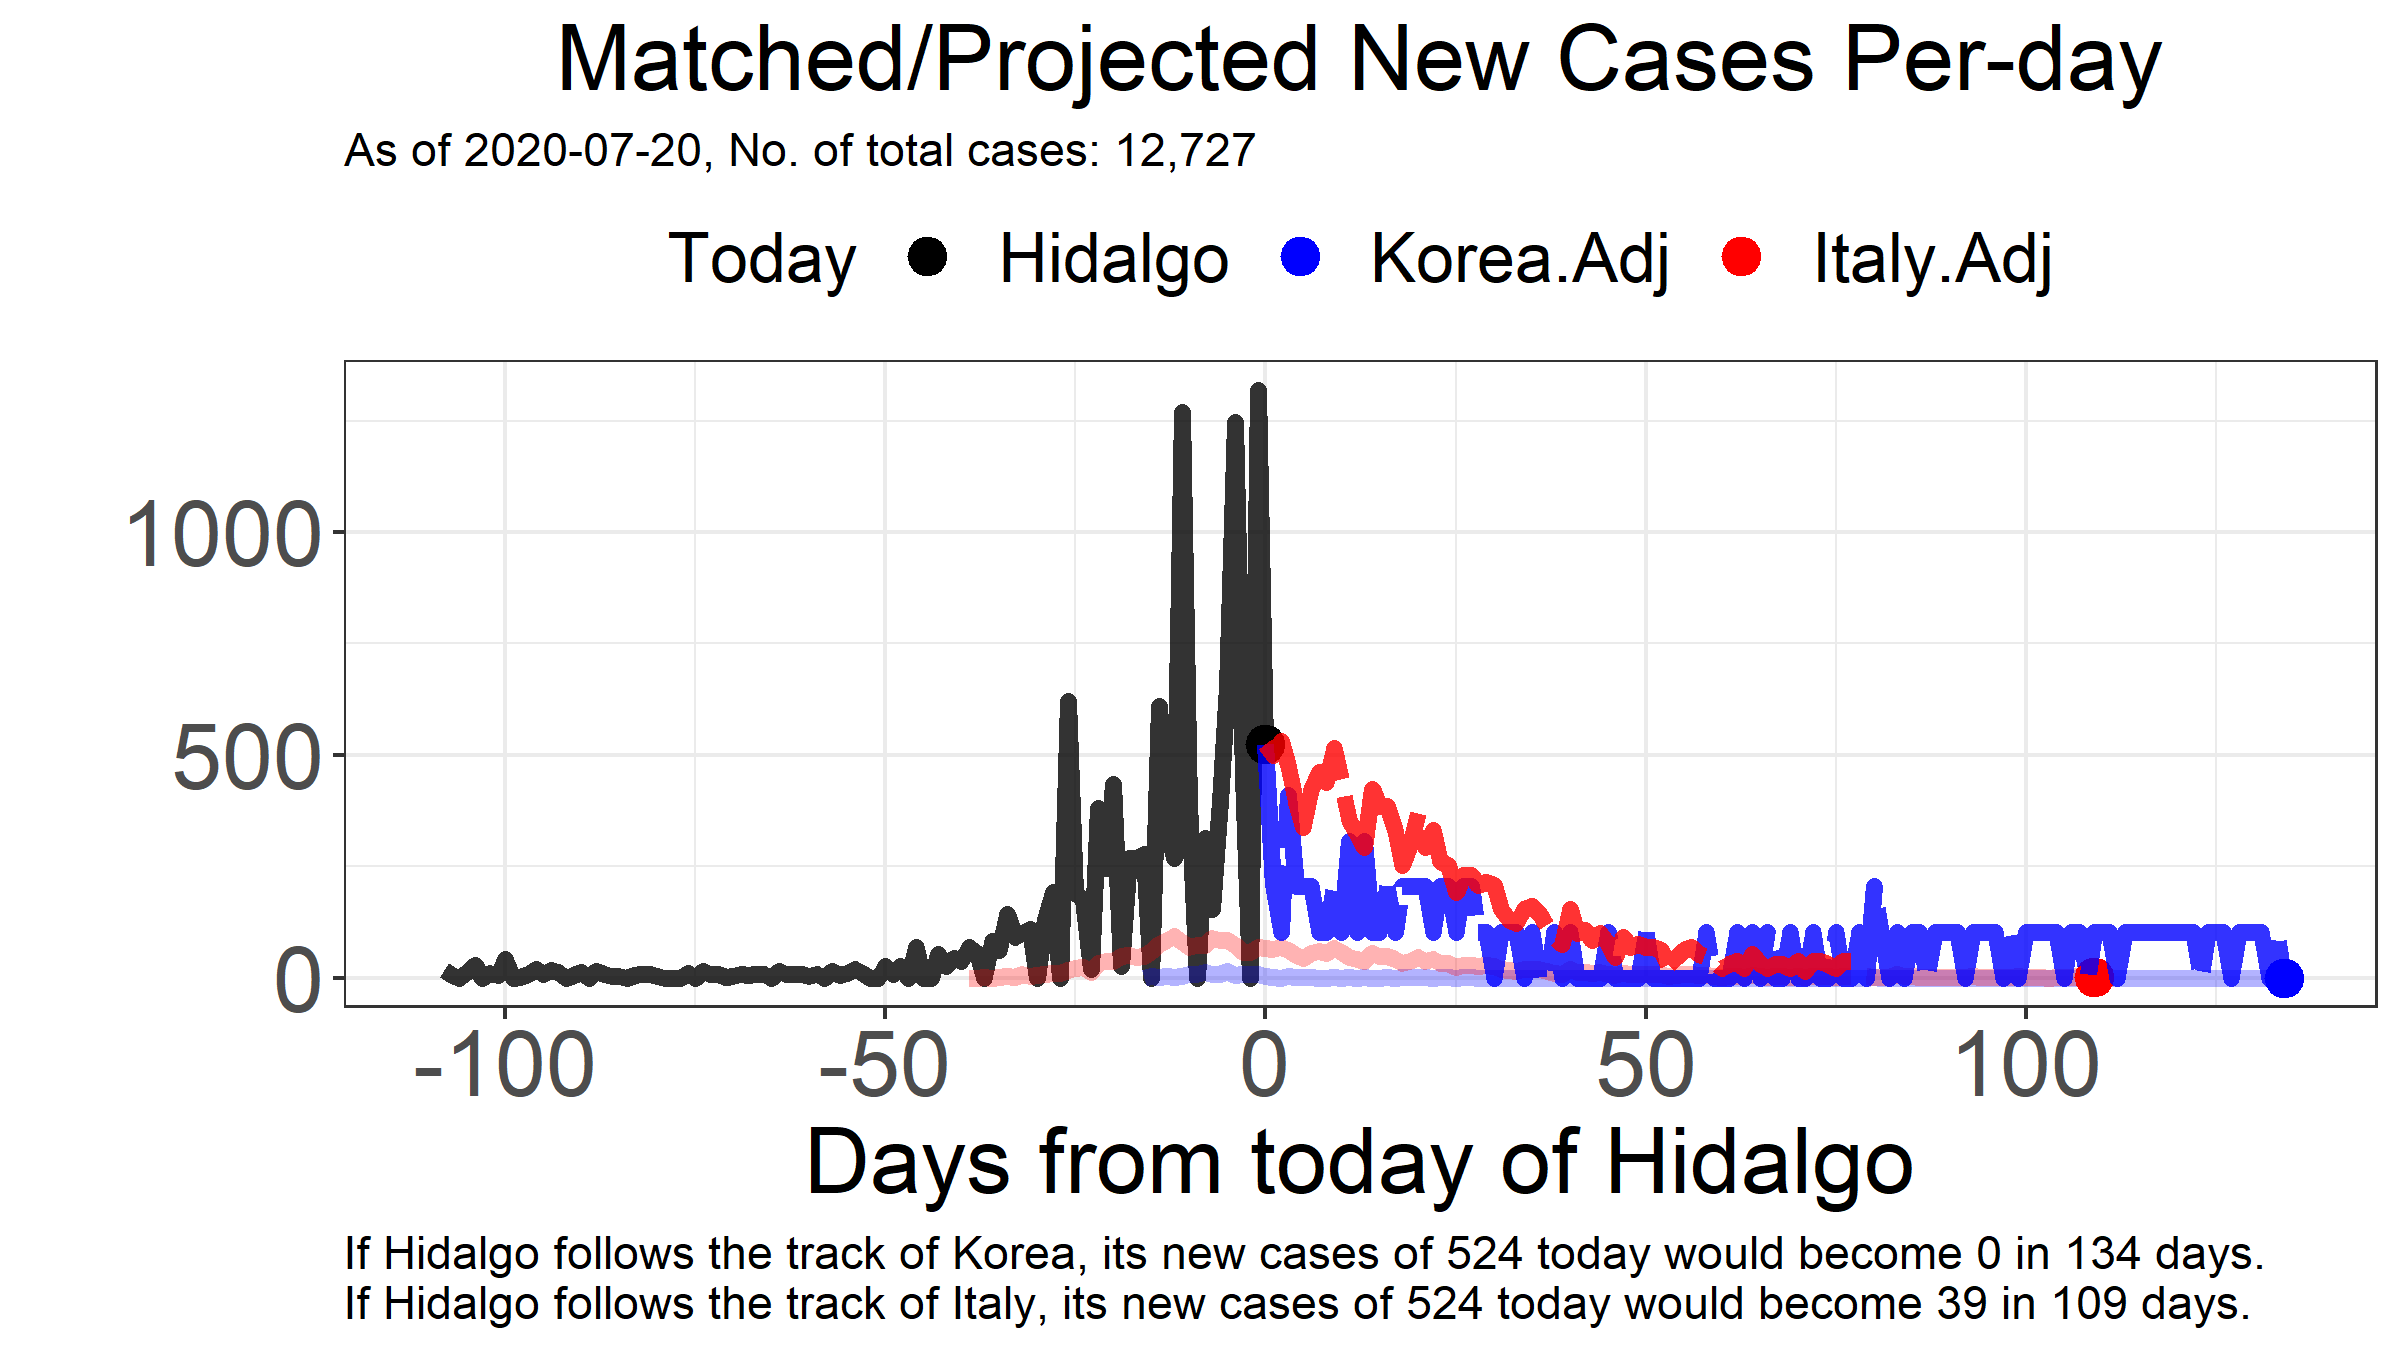 Matched/Projected New Cases Per-day
As of 2020-07-20, No. of total cases: 12,727
Today Hidalgo Korea.Adj Italy.Adj
1000
500
0
-100 -50 0 50 100
Days from today of Hidalgo
If Hidalgo follows the track of Korea, its new cases of 524 today would become 0 in 134 days.
If Hidalgo follows the track of Italy, its new cases of 524 today would become 39 in 109 days.